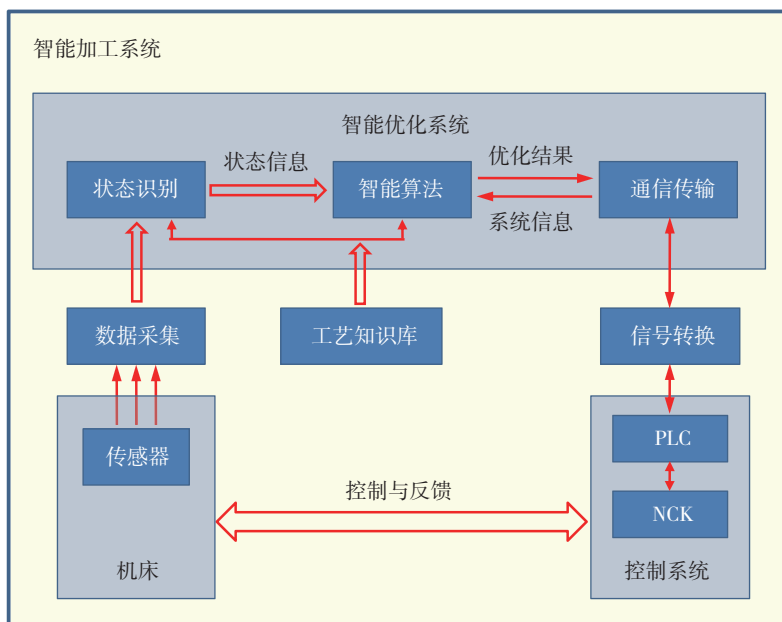 智能加工系统
智能优化系统
状态识别
状态信息
智能算法
优化结果
系统信息
通信传输
数据采集
工艺知识库
信号转换
传感器
机床
控制与反馈
PLC
NCK
控制系统